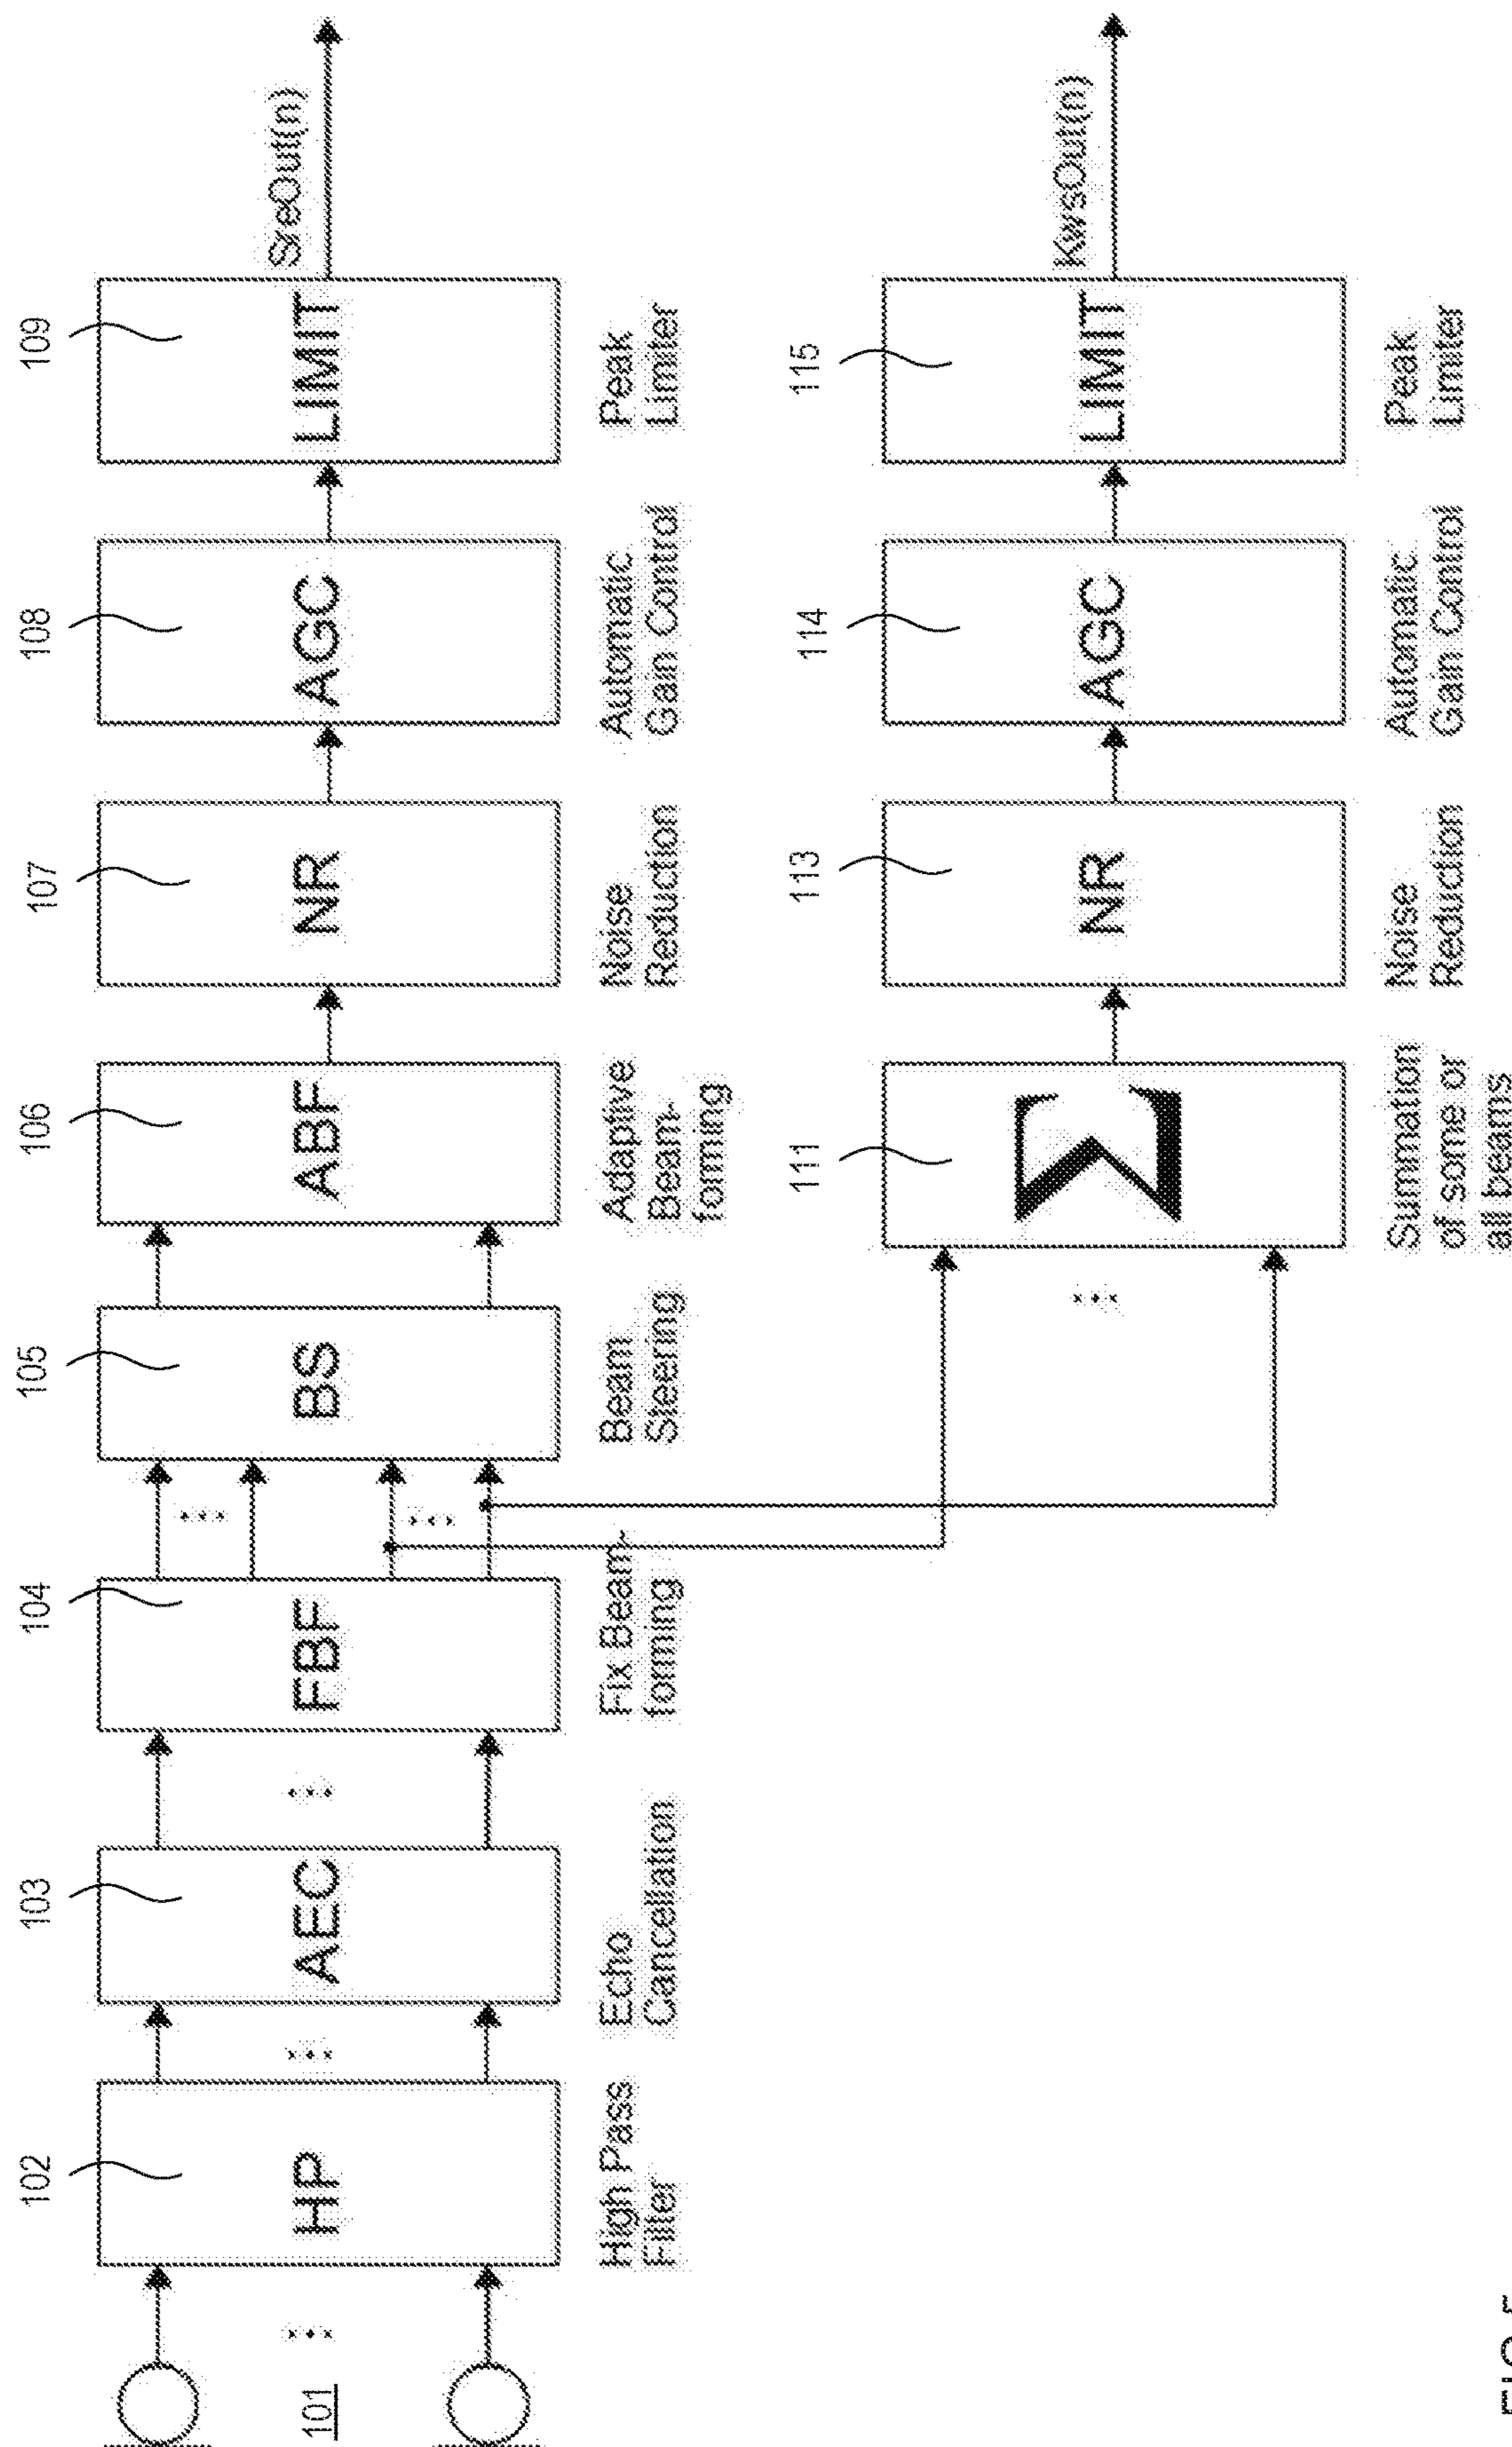 101
102
HP
High Pass
Filter
103
AEC
Echo
Cancellation
104
FBF
Fix Beam-
forming
105
BS
Beam
Steering
106
ABF
Adaptive
Beam-
forming
107
NR
Noise
Reduction
108
AGC
Automatic
Gain Control
109
LIMIT
Peak
Limiter
SreOut(n)
111
Σ
Summation
of some or
all beams
113
NR
Noise
Reduction
114
AGC
Automatic
Gain Control
115
LIMIT
Peak
Limiter
KwsOut(n)
FIG 5